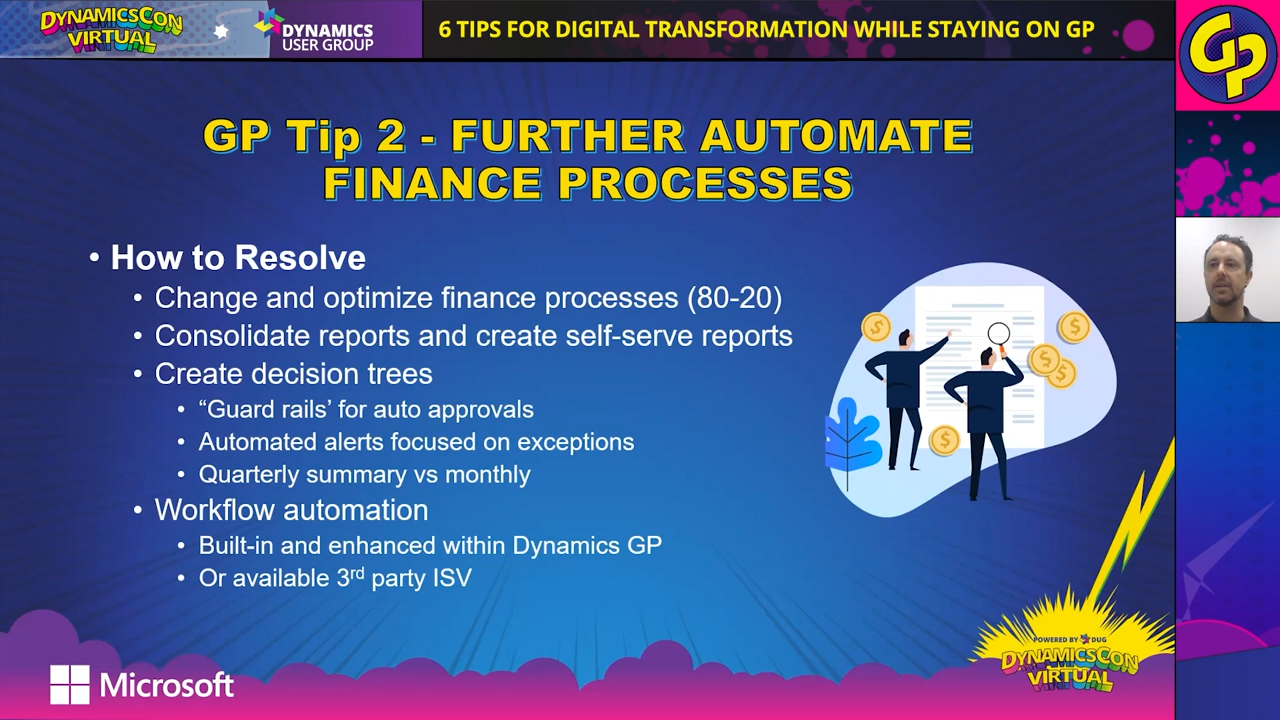 DYNAMICSCON
VIRTUAL
DYNAMICS
USER GROUP
6 TIPS FOR DIGITAL TRANSFORMATION WHILE STAYING ON GP
GP
GP Tip 2 - FURTHER AUTOMATE
FINANCE PROCESSES
• How to Resolve
• Change and optimize finance processes (80-20)
• Consolidate reports and create self-serve reports
• Create decision trees
• “Guard rails’ for auto approvals
• Automated alerts focused on exceptions
• Quarterly summary vs monthly
• Workflow automation
• Built-in and enhanced within Dynamics GP
• Or available 3rd party ISV
$
$
$
$
$
Microsoft
POWERED BY DUG
DYNAMICSCON
VIRTUAL